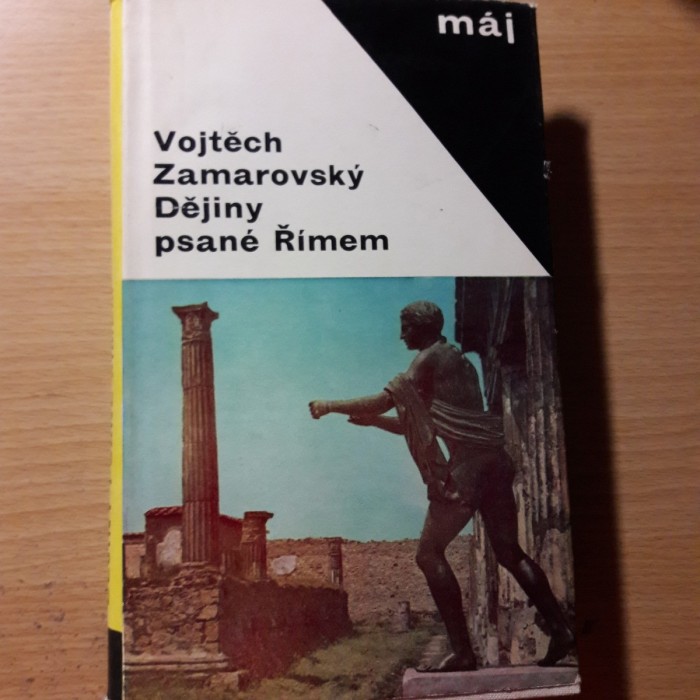 máj
Vojtěch
Zamarovský
Dějiny
psané Římem